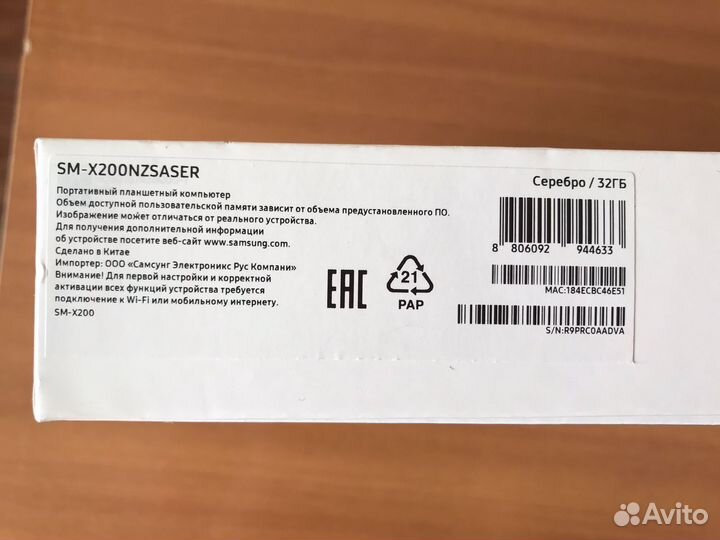 SM-X200NZSASER
Портативный планшетный компьютер
Объем доступной пользовательской памяти зависит от объема предустановленного ПО.
Изображение может отличаться от реального устройства.
Для получения дополнительной информации
об устройстве посетите веб-сайт www.samsung.com.
Сделано в Китае
Импортер: ООО «Самсунг Электроникс Рус Компани»
Внимание! Для первой настройки и корректной
активации всех функций устройства требуется
подключение к Wi-Fi или мобильному интернету.
SM-X200
EAC
21
PAP
Серебро / 32ГБ
8 806092 944633
MAC:184ECBC46E51
S/N:R9PRC0AADVA
Avito